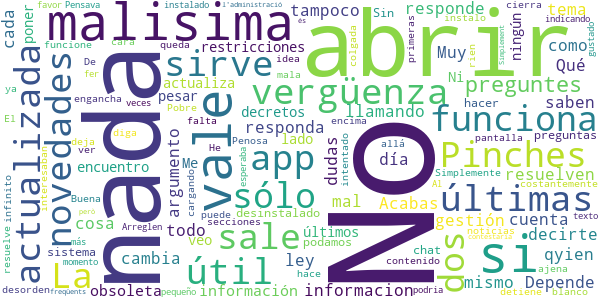 favor Pensava instalado l'administració
malisima
abrir
cada poner Sin responde tema
tampoco
De funcione cara Muy como ningún cierra
restricciones queda primeras Qué instalo indicando
actualizada
novedades
nada
sirve
vergüenza
preguntes
idea Ni
engancha actualiza mala hacer saben
rien gustado colgada Simplement
vale
NO
funciona
ya veces a pesar decretos llamando
fer Pobre falta encima
diga responda dudas pantalla preguntas
El deja Penosa lado allá
interesaban ver He día
Me app Pinches
encuentro esperaba intentado Simplemente resuelven
argumento cargando sólo
infinito Buena puede mal Acabas Al costantemente
cosa desinstalado últimas
resuelve pero Arreglen todo secciones
La sale podamos si
más veo últimos dos gestión cuenta decirte
sistema cambia ley chat noticias texto
momento útil hace contenido comentaris qyien
desorden obsoleta información informacion mismo Depende ajena
frequents pequeño és podria detiene blanco